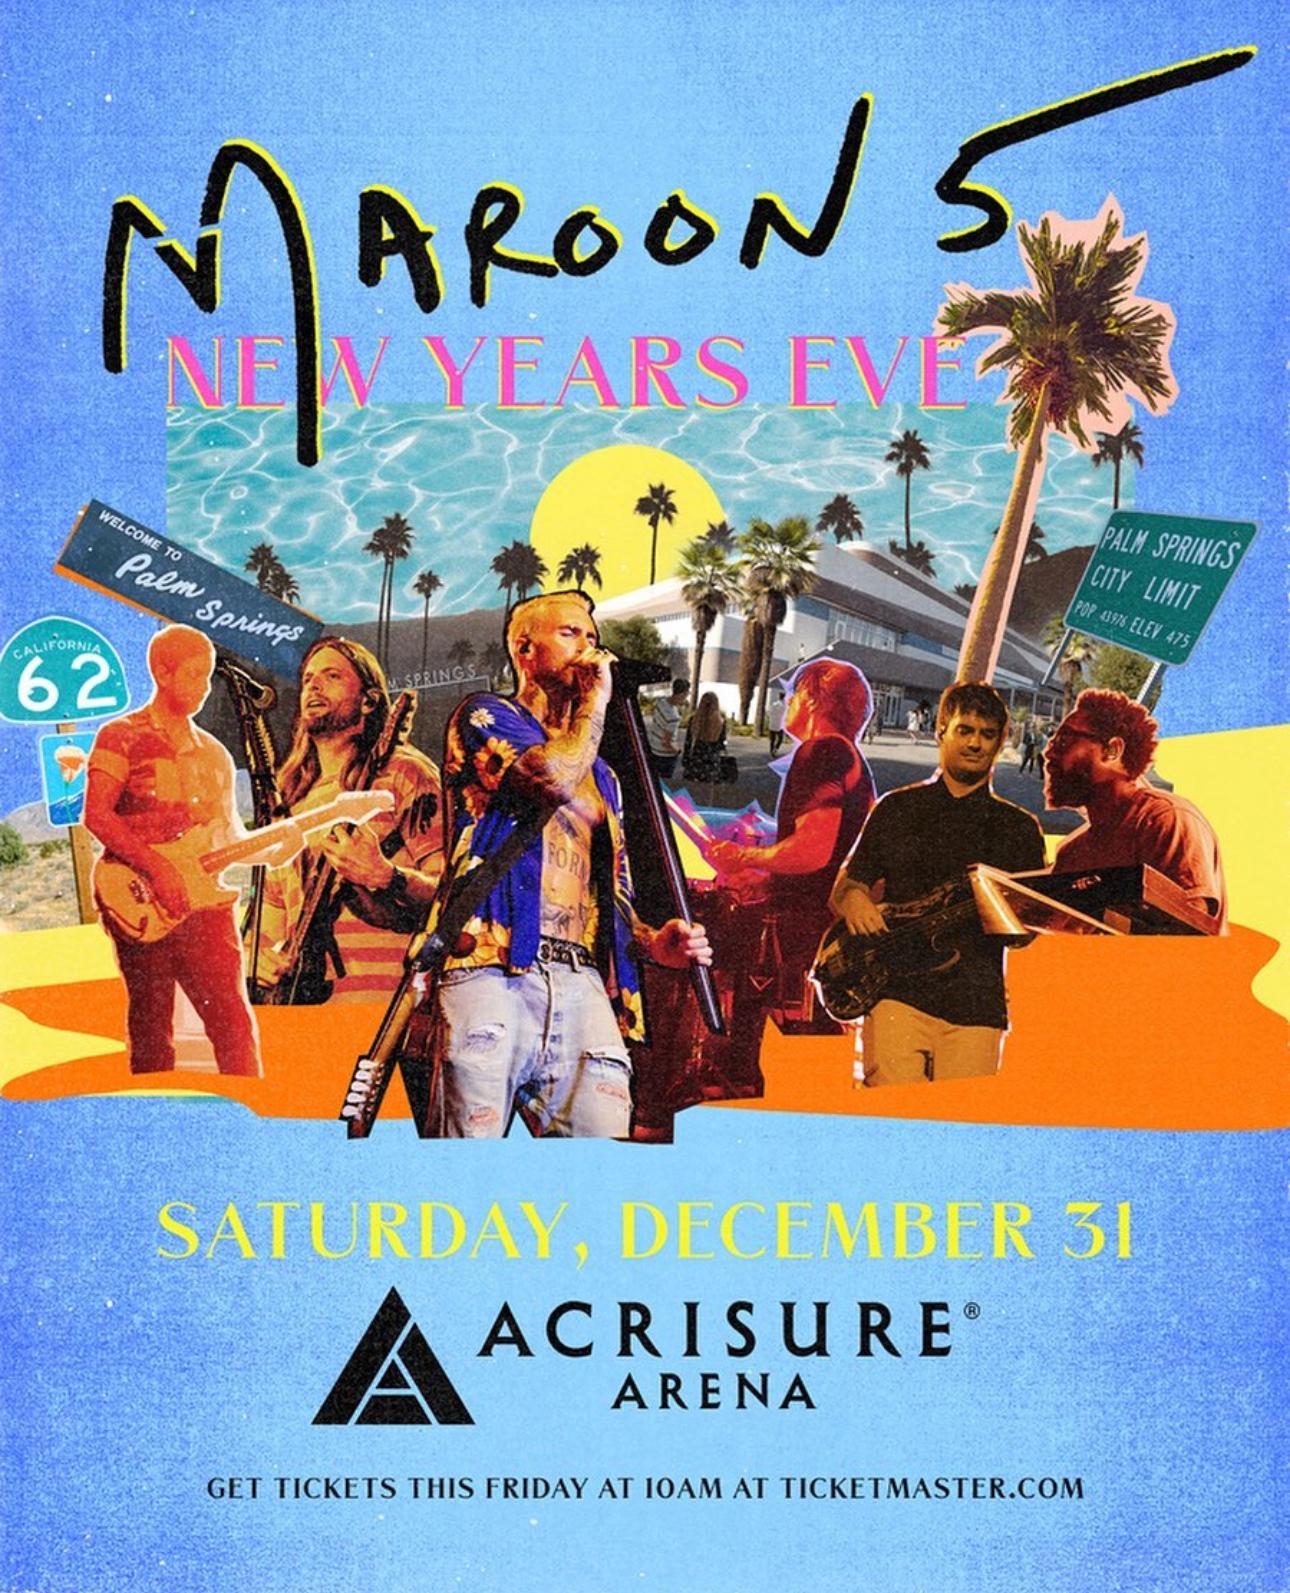 MAROON 5
NEW YEARS EVE
WELCOME TO
Palm Springs
PALM SPRINGS
CITY LIMIT
POP 43976 ELEV 475
CALIFORNIA
62
M SPRINGS
SATURDAY, DECEMBER 31
ACRISURE®
ARENA
GET TICKETS THIS FRIDAY AT 10AM AT TICKETMASTER.COM